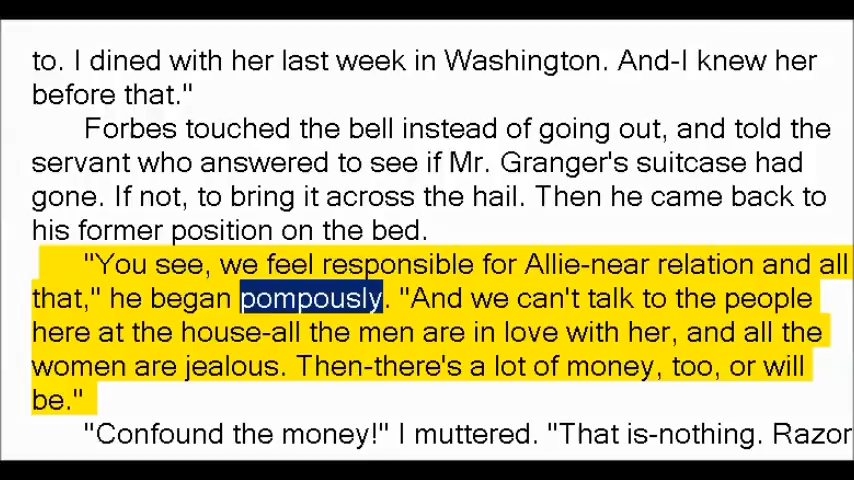 to. I dined with her last week in Washington. And-I knew her
before that."
Forbes touched the bell instead of going out, and told the
servant who answered to see if Mr. Granger's suitcase had
gone. If not, to bring it across the hail. Then he came back to
his former position on the bed.
"You see, we feel responsible for Allie-near relation and all
that," he began pompously. "And we can't talk to the people
here at the house-all the men are in love with her, and all the
women are jealous. Then-there's a lot of money, too, or will
be."
"Confound the money!" I muttered. "That is-nothing. Razor